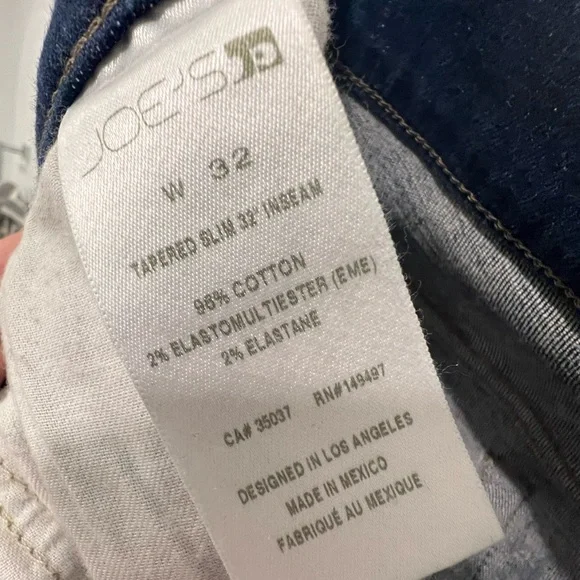 JOE'S JE
W 32
TAPERED SLIM 32" INSEAM
96% COTTON
2% ELASTOMULTIESTER (EME)
2% ELASTANE
CA# 35037 RN#149497
DESIGNED IN LOS ANGELES
MADE IN MEXICO
FABRIQUÉ AU MEXIQUE